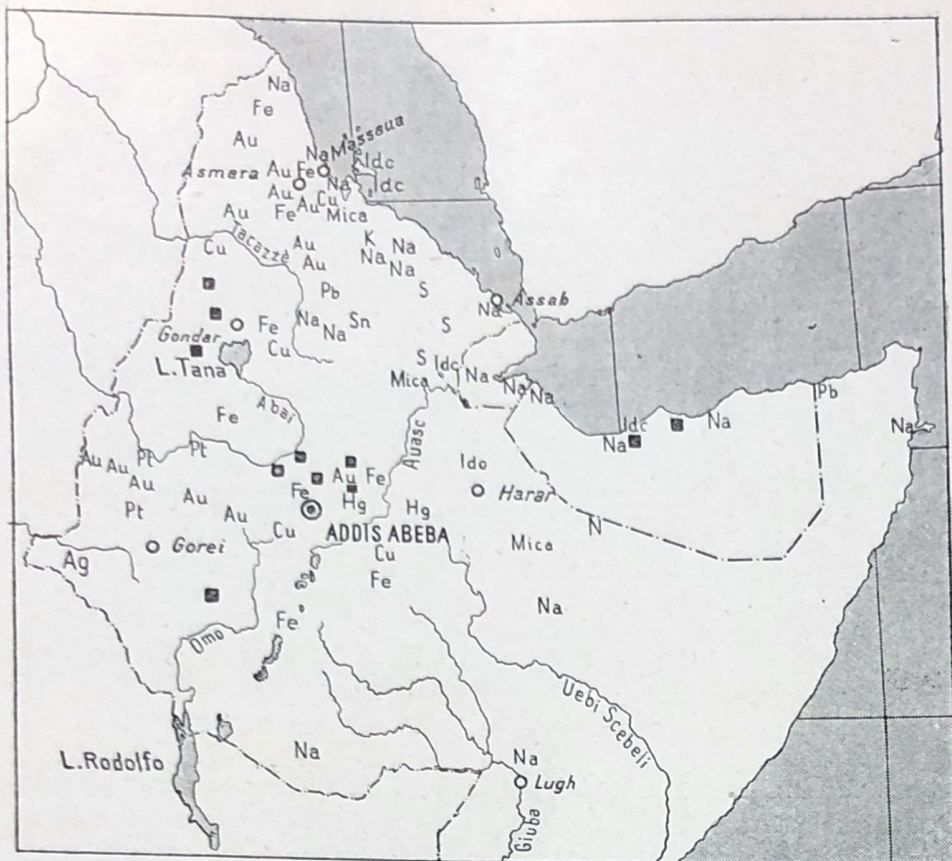 Na
Fe
Au
Massaua
Na
Idc
Asmara Au Fe
Na Idc
Au Cu
Au Fe Au Mica
Tacazzè
Cu Au K Na
Au Na Na
Pb S
Na Sn
Na
Fe S
Assab
Na
Gondar
Cu
L.Tana
S Idc Na
Mica Na Na
Pb
Fe Abai
Idc Na
Na Na
Auasc
Au Au Pt Pt
Au Au Fe
Ido
Pt Au Au Fe Hg Hg
Harar
N
Cu ADDIS ABEBA
Gorei
Mica
Ag Cu
Fe
Na
Fe
Omo
Uebi Scebeli
Na
L.Rodolfo
Na
Lugh
Giuba